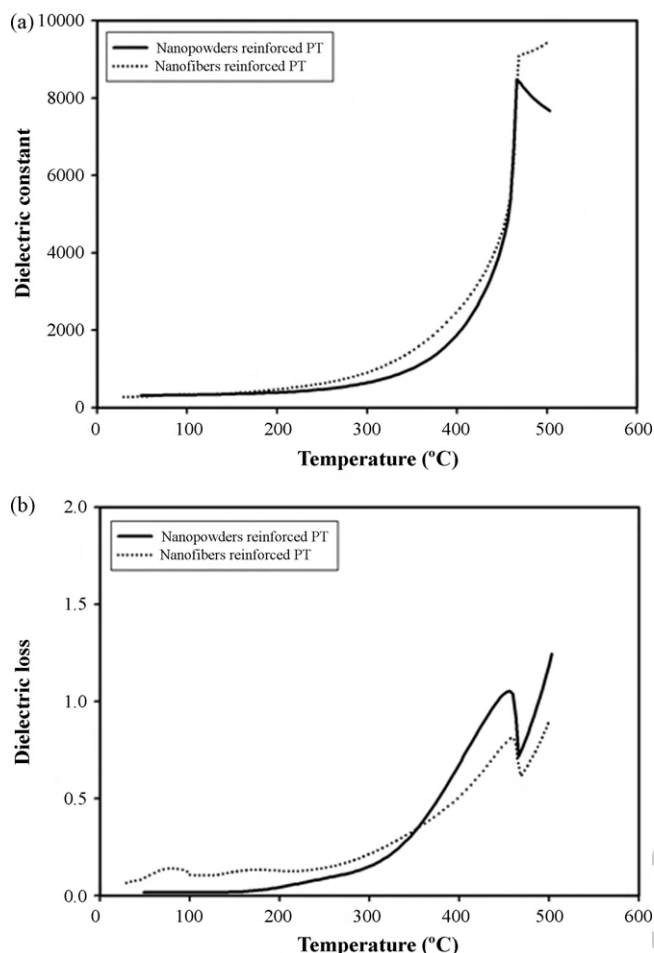 (a)
10000
8000
6000
4000
2000
0
Dielectric constant
Nanopowders reinforced PT
Nanofibers reinforced PT
0 100 200 300 400 500 600
Temperature (ºC)
(b)
2.0
1.5
1.0
0.5
0.0
Dielectric loss
Nanopowders reinforced PT
Nanofibers reinforced PT
0 100 200 300 400 500 600
Temperature (ºC)